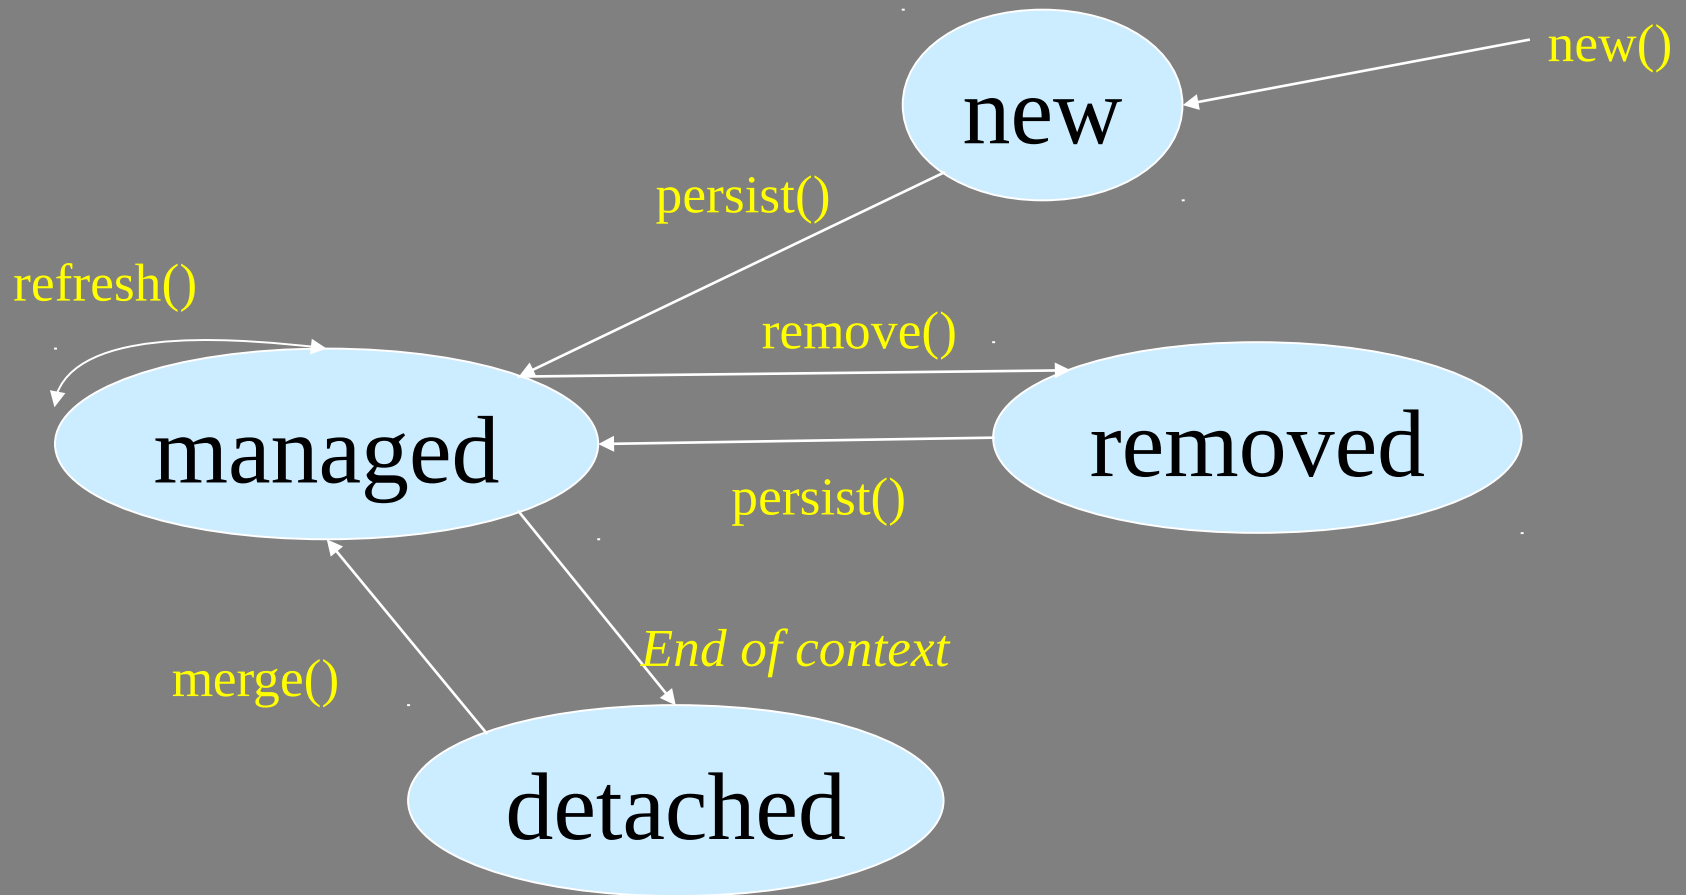 new()
new
persist()
refresh()
remove()
managed
removed
persist()
End of context
merge()
detached